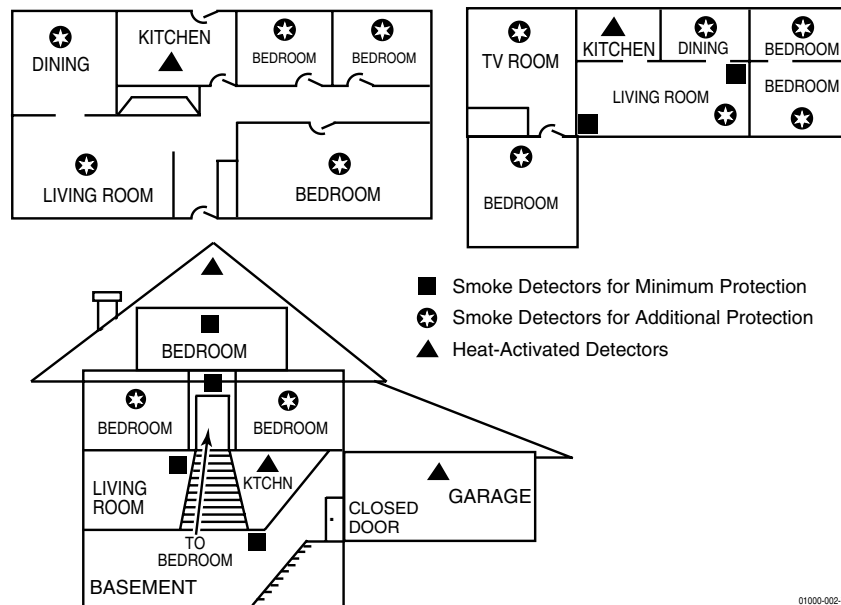 DINING
KITCHEN
BEDROOM
BEDROOM
LIVING ROOM
BEDROOM
TV ROOM
KITCHEN
DINING
BEDROOM
LIVING ROOM
BEDROOM
BEDROOM
Smoke Detectors for Minimum Protection
Smoke Detectors for Additional Protection
Heat-Activated Detectors
BEDROOM
BEDROOM
BEDROOM
LIVING
ROOM
KTCHN
CLOSED
DOOR
GARAGE
TO
BEDROOM
BASEMENT
01000-002-